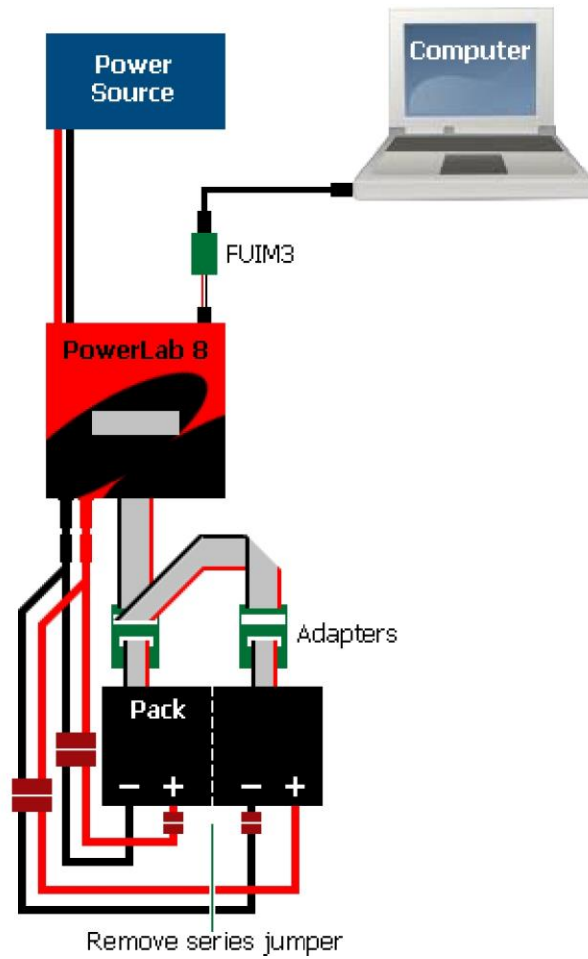 Power
Source
Computer
FUIM3
PowerLab 8
Adapters
Pack
− +
− +
Remove series jumper